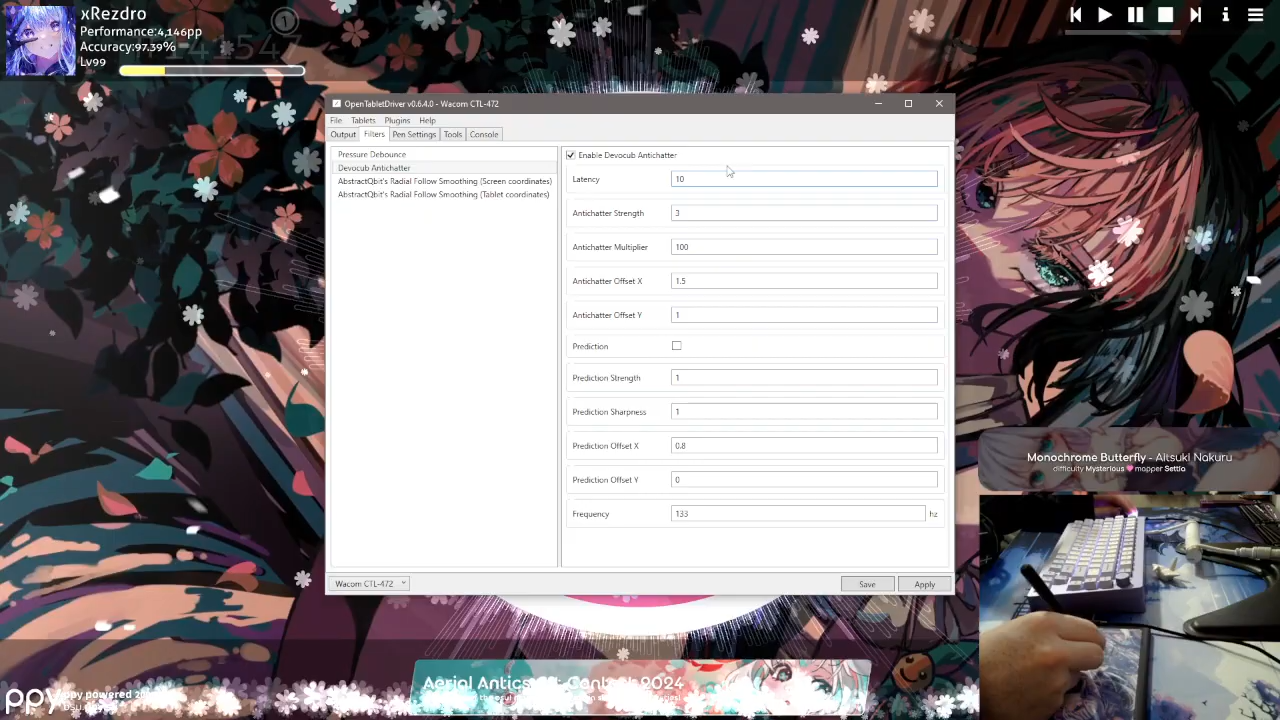 xRezdro
Performance:4,146pp
Accuracy:97.39%
Lv99
OpenTabletDriver v0.6.4.0 - Wacom CTL-472
File Tablets Plugins Help
Output Filters Pen Settings Tools Console
Pressure Debounce
Devocub Antichatter
AbstractQbit's Radial Follow Smoothing (Screen coordinates)
AbstractQbit's Radial Follow Smoothing (Tablet coordinates)
Enable Devocub Antichatter
Latency 10
Antichatter Strength 3
Antichatter Multiplier 100
Antichatter Offset X 1.5
Antichatter Offset Y 1
Prediction
Prediction Strength 1
Prediction Sharpness 1
Prediction Offset X 0.8
Prediction Offset Y 0
Frequency 133 hz
Wacom CTL-472
Save Apply
Monochrome Butterfly - Aitsuki Nakuru
difficulty Mysterious mapper Settia
Aerial Antics 2024
ppy
ppy powered